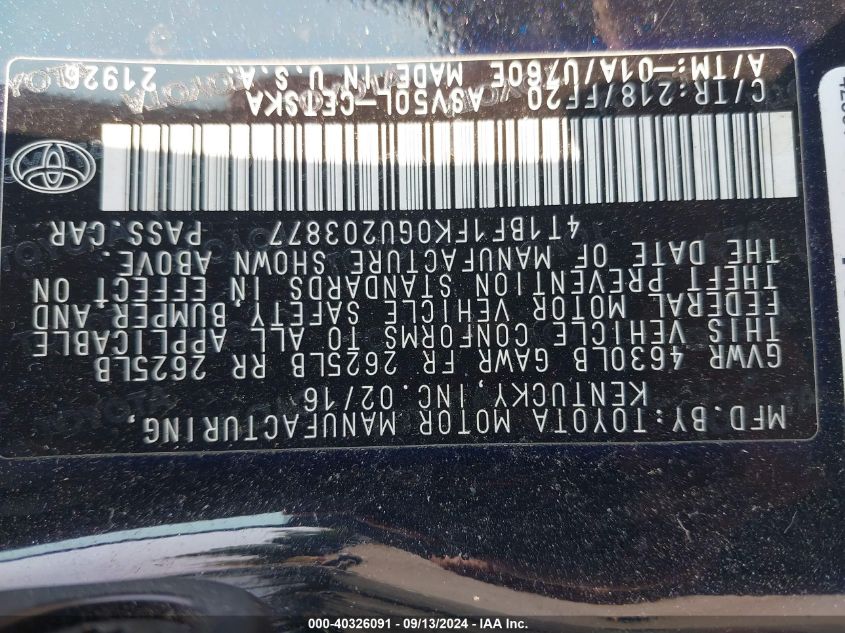 MFD.BY:TOYOTA MOTOR MANUFACTURING,
KENTUCKY,INC.02/16
GVWR 4630LB GAWR FR 2625LB RR 2625LB
THIS VEHICLE CONFORMS TO ALL APPLICABLE
FEDERAL MOTOR VEHICLE SAFETY,BUMPER,AND
THEFT PREVENTION STANDARDS IN EFFECT ON
THE DATE OF MANUFACTURE SHOWN ABOVE.
4T1BF1FK0GU203877 PASS.CAR
C/TR:218/FF20 ASV50L-CETSKA
A/TM:-01A/U760E MADE IN U.S.A. 21926
000-40326091 - 09/13/2024 - IAA Inc.